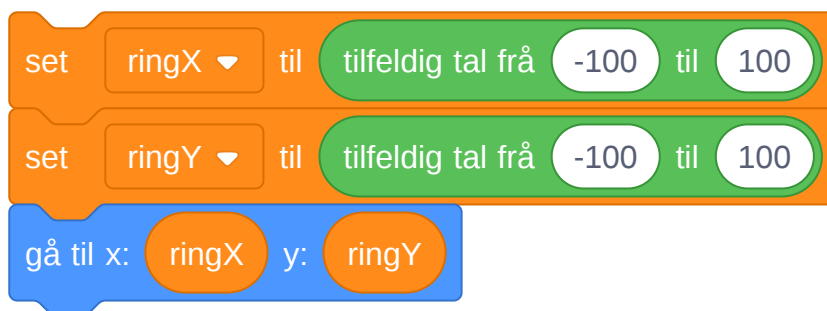 set ringX til tilfeldig tal frå -100 til 100
set ringY til tilfeldig tal frå -100 til 100
gå til x: ringX y: ringY